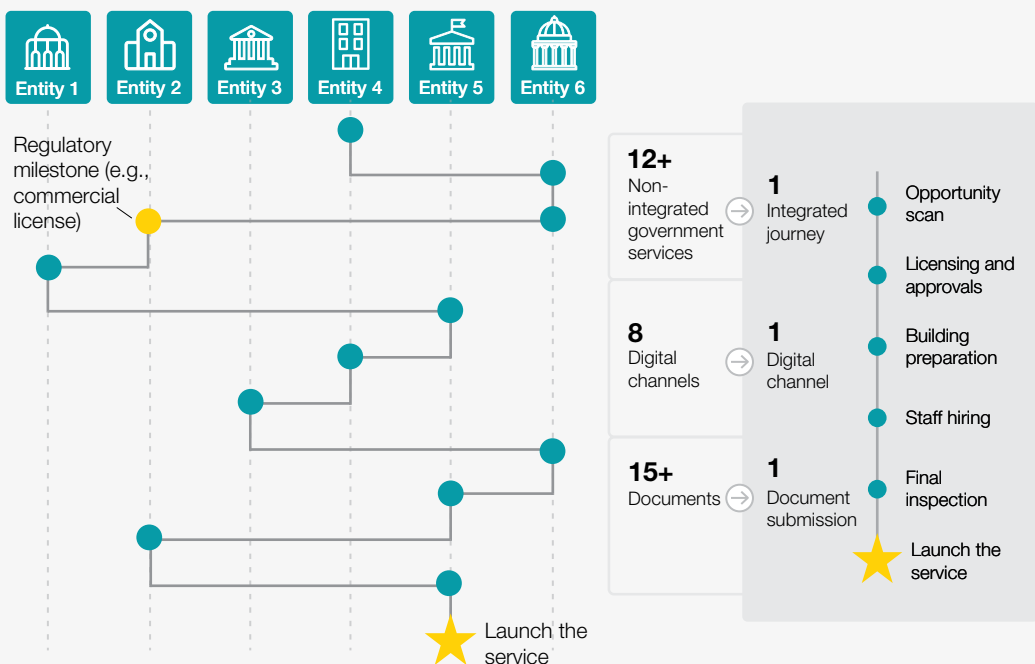 Entity 1
Entity 2
Entity 3
Entity 4
Entity 5
Entity 6
Regulatory
milestone (e.g.,
commercial
license)
Launch the
service
12+
Non-
integrated
government
services
1
Integrated
journey
8
Digital
channels
1
Digital
channel
15+
Documents
1
Document
submission
Opportunity
scan
Licensing and
approvals
Building
preparation
Staff hiring
Final
inspection
Launch the
service